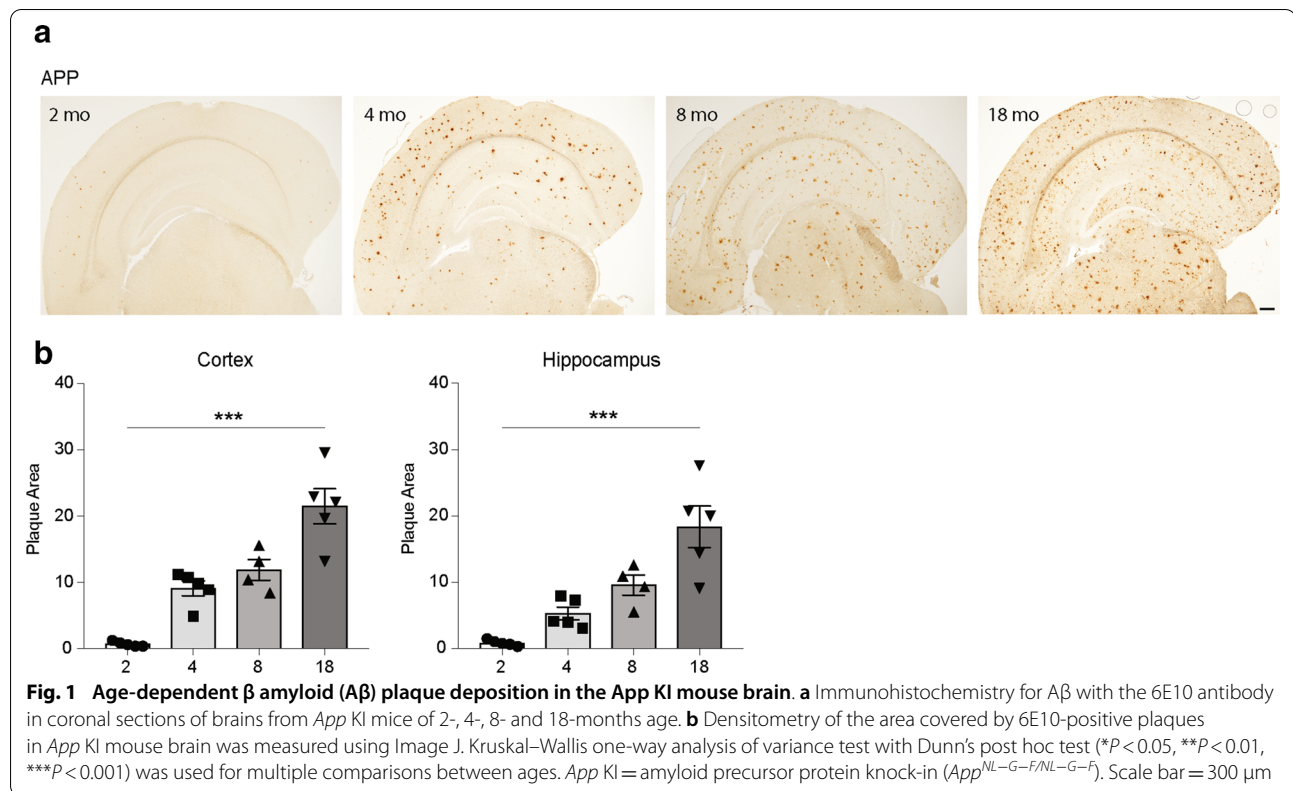 a
APP
2 mo
4 mo
8 mo
18 mo
b
Cortex
Hippocampus
40
30
20
10
0
Plaque Area
***
2
4
8
18
40
30
20
10
0
Plaque Area
***
2
4
8
18
Fig. 1 Age-dependent β amyloid (Aβ) plaque deposition in the App KI mouse brain. a Immunohistochemistry for Aβ with the 6E10 antibody
in coronal sections of brains from App KI mice of 2-, 4-, 8- and 18-months age. b Densitometry of the area covered by 6E10-positive plaques
in App KI mouse brain was measured using Image J. Kruskal–Wallis one-way analysis of variance test with Dunn's post hoc test (*P < 0.05, **P < 0.01,
***P < 0.001) was used for multiple comparisons between ages. App KI = amyloid precursor protein knock-in (App^NL−G−F/NL−G−F). Scale bar = 300 μm